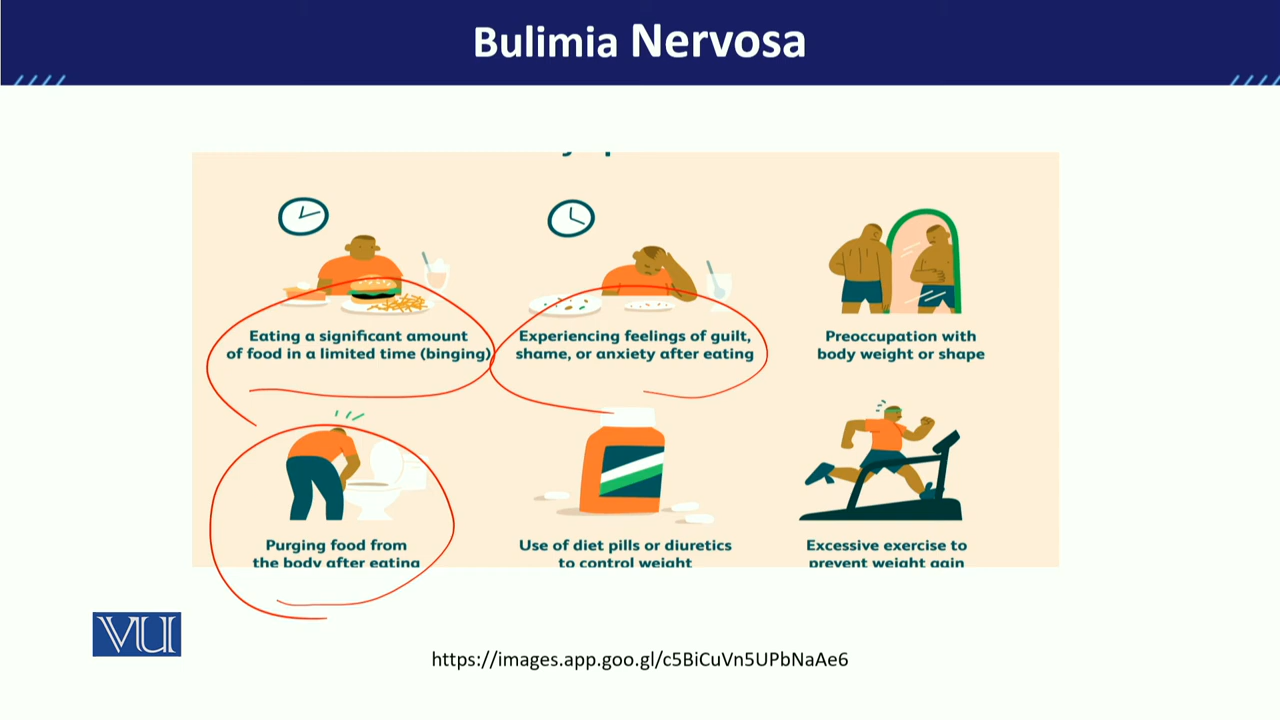 Bulimia Nervosa
Eating a significant amount
of food in a limited time (binging)
Experiencing feelings of guilt,
shame, or anxiety after eating
Preoccupation with
body weight or shape
Purging food from
the body after eating
Use of diet pills or diuretics
to control weight
Excessive exercise to
prevent weight gain
VU
https://images.app.goo.gl/c5BiCuVn5UPbNaAe6